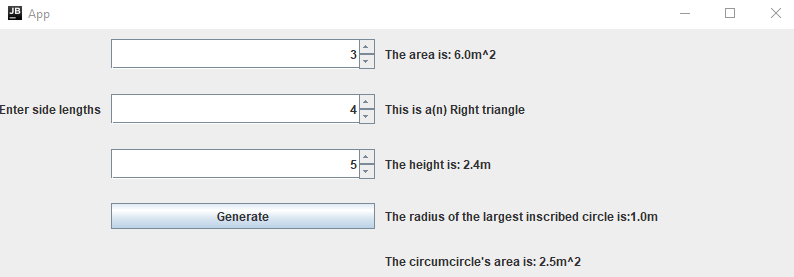 JB App
3 The area is: 6.0m^2
Enter side lengths 4 This is a(n) Right triangle
5 The height is: 2.4m
Generate The radius of the largest inscribed circle is:1.0m
The circumcircle's area is: 2.5m^2